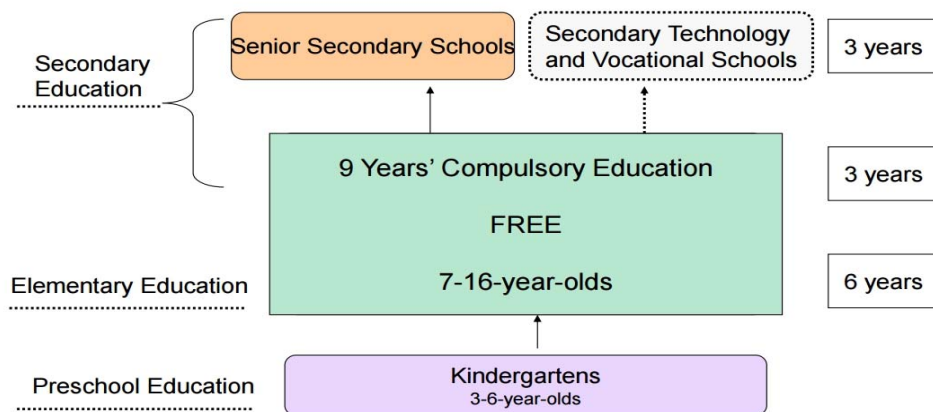 Secondary
Education
Senior Secondary Schools
Secondary Technology
and Vocational Schools
3 years
9 Years’ Compulsory Education
FREE
7-16-year-olds
3 years
Elementary Education
6 years
Preschool Education
Kindergartens
3-6-year-olds